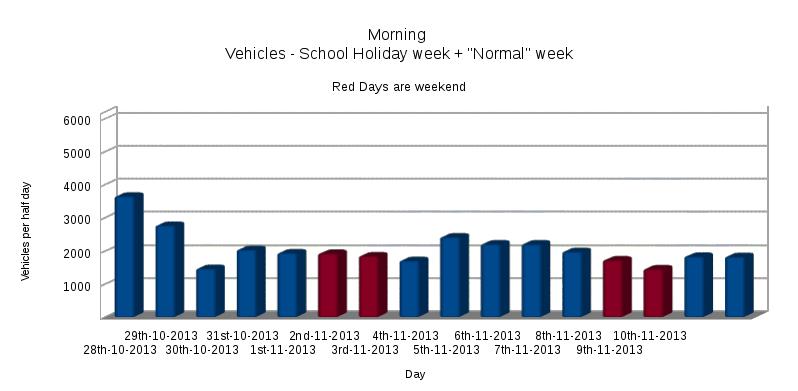 Morning
Vehicles - School Holiday week + "Normal" week
Red Days are weekend
6000
5000
4000
3000
2000
1000
Vehicles per half day
29th-10-2013 31st-10-2013 2nd-11-2013 4th-11-2013 6th-11-2013 8th-11-2013 10th-11-2013
28th-10-2013 30th-10-2013 1st-11-2013 3rd-11-2013 5th-11-2013 7th-11-2013 9th-11-2013
Day